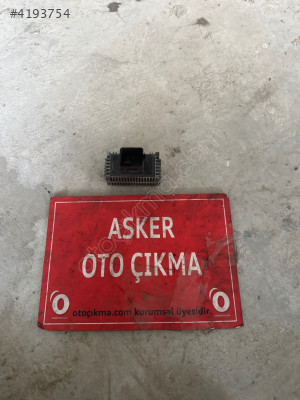 #4193754
ASKER
OTO ÇIKMA
otoçıkma.com kurumsal üyesidir.